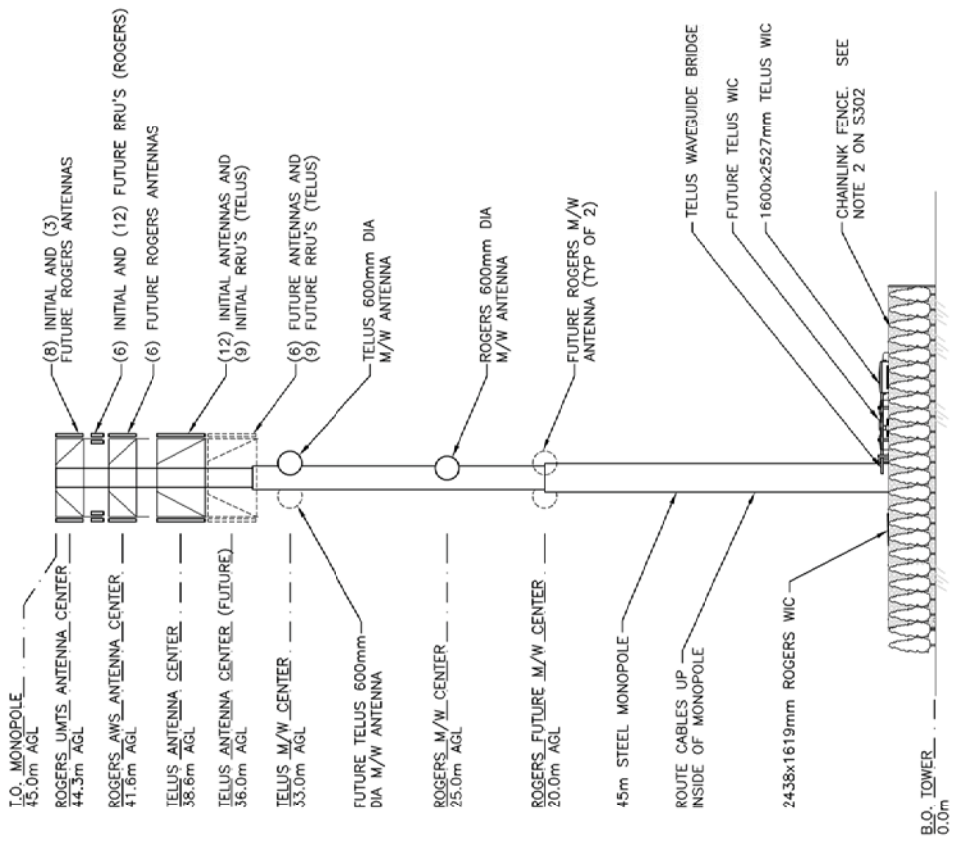 T.O. MONOPOLE
45.0m AGL
ROGERS UMTS ANTENNA CENTER
44.3m AGL
ROGERS AWS ANTENNA CENTER
41.6m AGL
TELUS ANTENNA CENTER
38.6m AGL
TELUS ANTENNA CENTER (FUTURE)
36.0m AGL
TELUS M/W CENTER
33.0m AGL
FUTURE TELUS 600mm
DIA M/W ANTENNA
ROGERS M/W CENTER
25.0m AGL
ROGERS FUTURE M/W CENTER
20.0m AGL
45m STEEL MONOPOLE
ROUTE CABLES UP
INSIDE OF MONOPOLE
2438x1619mm ROGERS WIC
B.O. TOWER
0.0m
(8) INITIAL AND (3)
FUTURE ROGERS ANTENNAS
(6) INITIAL AND (12) FUTURE RRU'S (ROGERS)
(6) FUTURE ROGERS ANTENNAS
(12) INITIAL ANTENNAS AND
(9) INITIAL RRU'S (TELUS)
(6) FUTURE ANTENNAS AND
(9) FUTURE RRU'S (TELUS)
TELUS 600mm DIA
M/W ANTENNA
ROGERS 600mm DIA
M/W ANTENNA
FUTURE ROGERS M/W
ANTENNA (TYP OF 2)
TELUS WAVEGUIDE BRIDGE
FUTURE TELUS WIC
1600x2527mm TELUS WIC
CHAINLINK FENCE. SEE
NOTE 2 ON S302